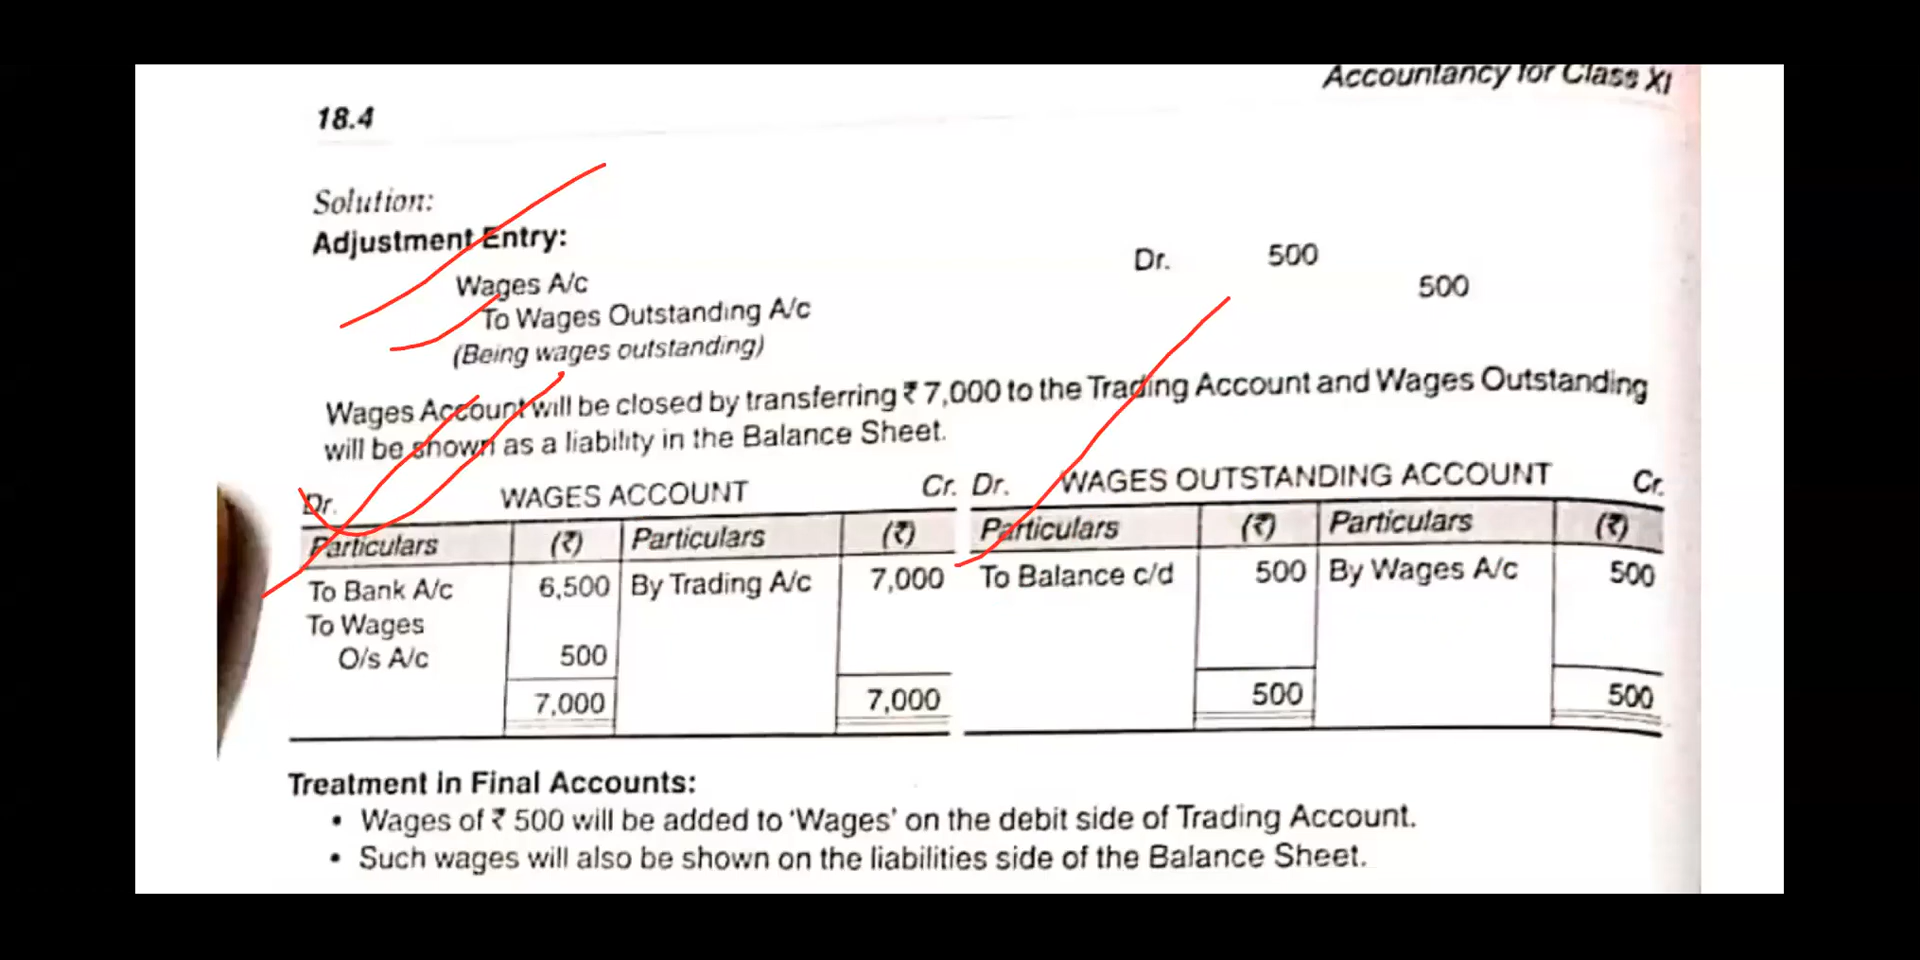 Accountancy for Class XI
18.4
Solution:
Adjustment Entry:
Wages A/c Dr. 500
To Wages Outstanding A/c 500
(Being wages outstanding)
Wages Account will be closed by transferring ₹ 7,000 to the Trading Account and Wages Outstanding
will be shown as a liability in the Balance Sheet.
Dr. WAGES ACCOUNT Cr. Dr. WAGES OUTSTANDING ACCOUNT Cr.
Particulars (₹) Particulars (₹) Particulars (₹) Particulars (₹)
To Bank A/c 6,500 By Trading A/c 7,000 To Balance c/d 500 By Wages A/c 500
To Wages
O/s A/c 500
7,000 7,000 500 500
Treatment in Final Accounts:
• Wages of ₹ 500 will be added to 'Wages' on the debit side of Trading Account.
• Such wages will also be shown on the liabilities side of the Balance Sheet.